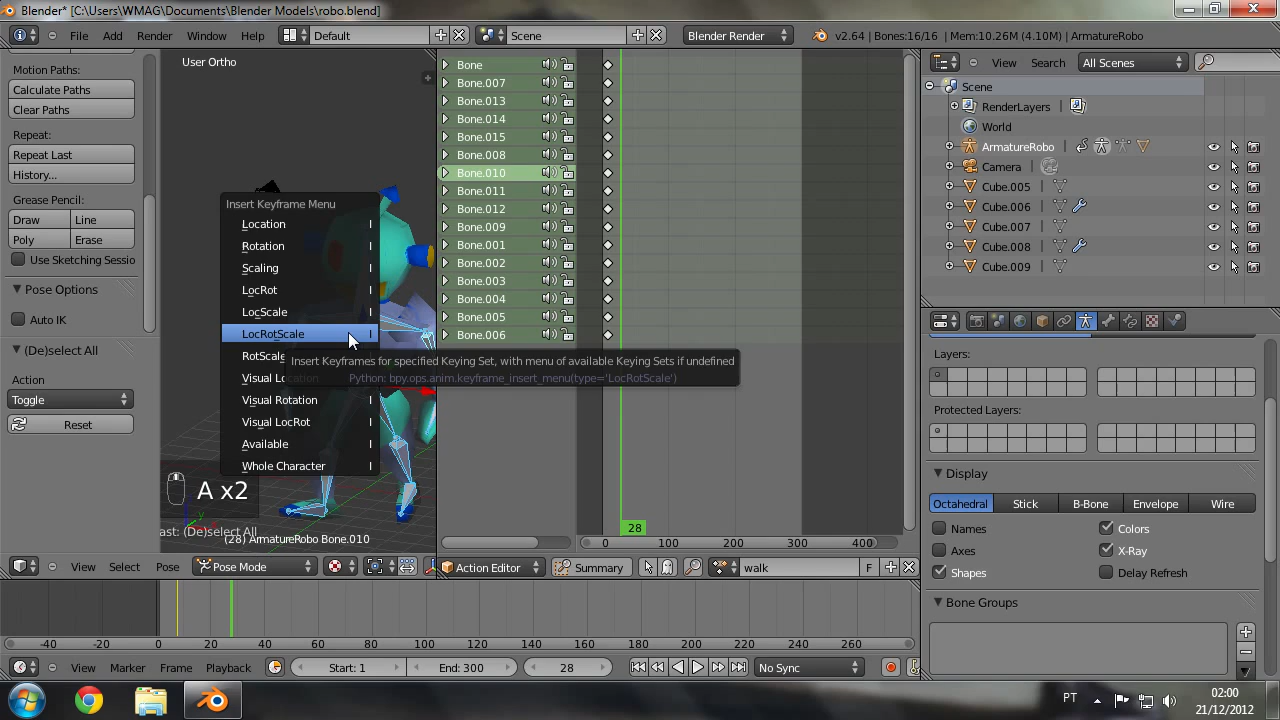 Blender* [C:\Users\WMAG\Documents\Blender Models\robo.blend]
File Add Render Window Help Default Scene Blender Render v2.64 | Bones:16/16 | Mem:10.26M (4.10M) | ArmatureRobo
Motion Paths:
Calculate Paths
Clear Paths
Repeat:
Repeat Last
History...
Grease Pencil:
Draw Line
Poly Erase
Use Sketching Sessio
Pose Options
Auto IK
(De)select All
Action
Toggle
Reset
User Ortho
Insert Keyframe Menu
Location I
Rotation I
Scaling I
LocRot I
LocScale I
LocRotScale I
RotScale
Visual Location
Visual Rotation I
Visual LocRot I
Available I
Whole Character I
Insert Keyframes for specified Keying Set, with menu of available Keying Sets if undefined
Python: bpy.ops.anim.keyframe_insert_menu(type='LocRotScale')
A x2
ast: (De)select All
(28) ArmatureRobo Bone.010
View Select Pose Pose Mode
Bone
Bone.007
Bone.013
Bone.014
Bone.015
Bone.008
Bone.010
Bone.011
Bone.012
Bone.009
Bone.001
Bone.002
Bone.003
Bone.004
Bone.005
Bone.006
28
0 100 200 300 400
Action Editor Summary walk F
View Search All Scenes
Scene
RenderLayers
World
ArmatureRobo
Camera
Cube.005
Cube.006
Cube.007
Cube.008
Cube.009
Layers:
Protected Layers:
Display
Octahedral Stick B-Bone Envelope Wire
Names Colors
Axes X-Ray
Shapes Delay Refresh
Bone Groups
-40 -20 0 20 40 60 80 100 120 140 160 180 200 220 240 260
View Marker Frame Playback Start: 1 End: 300 28 No Sync
PT 02:00
21/12/2012